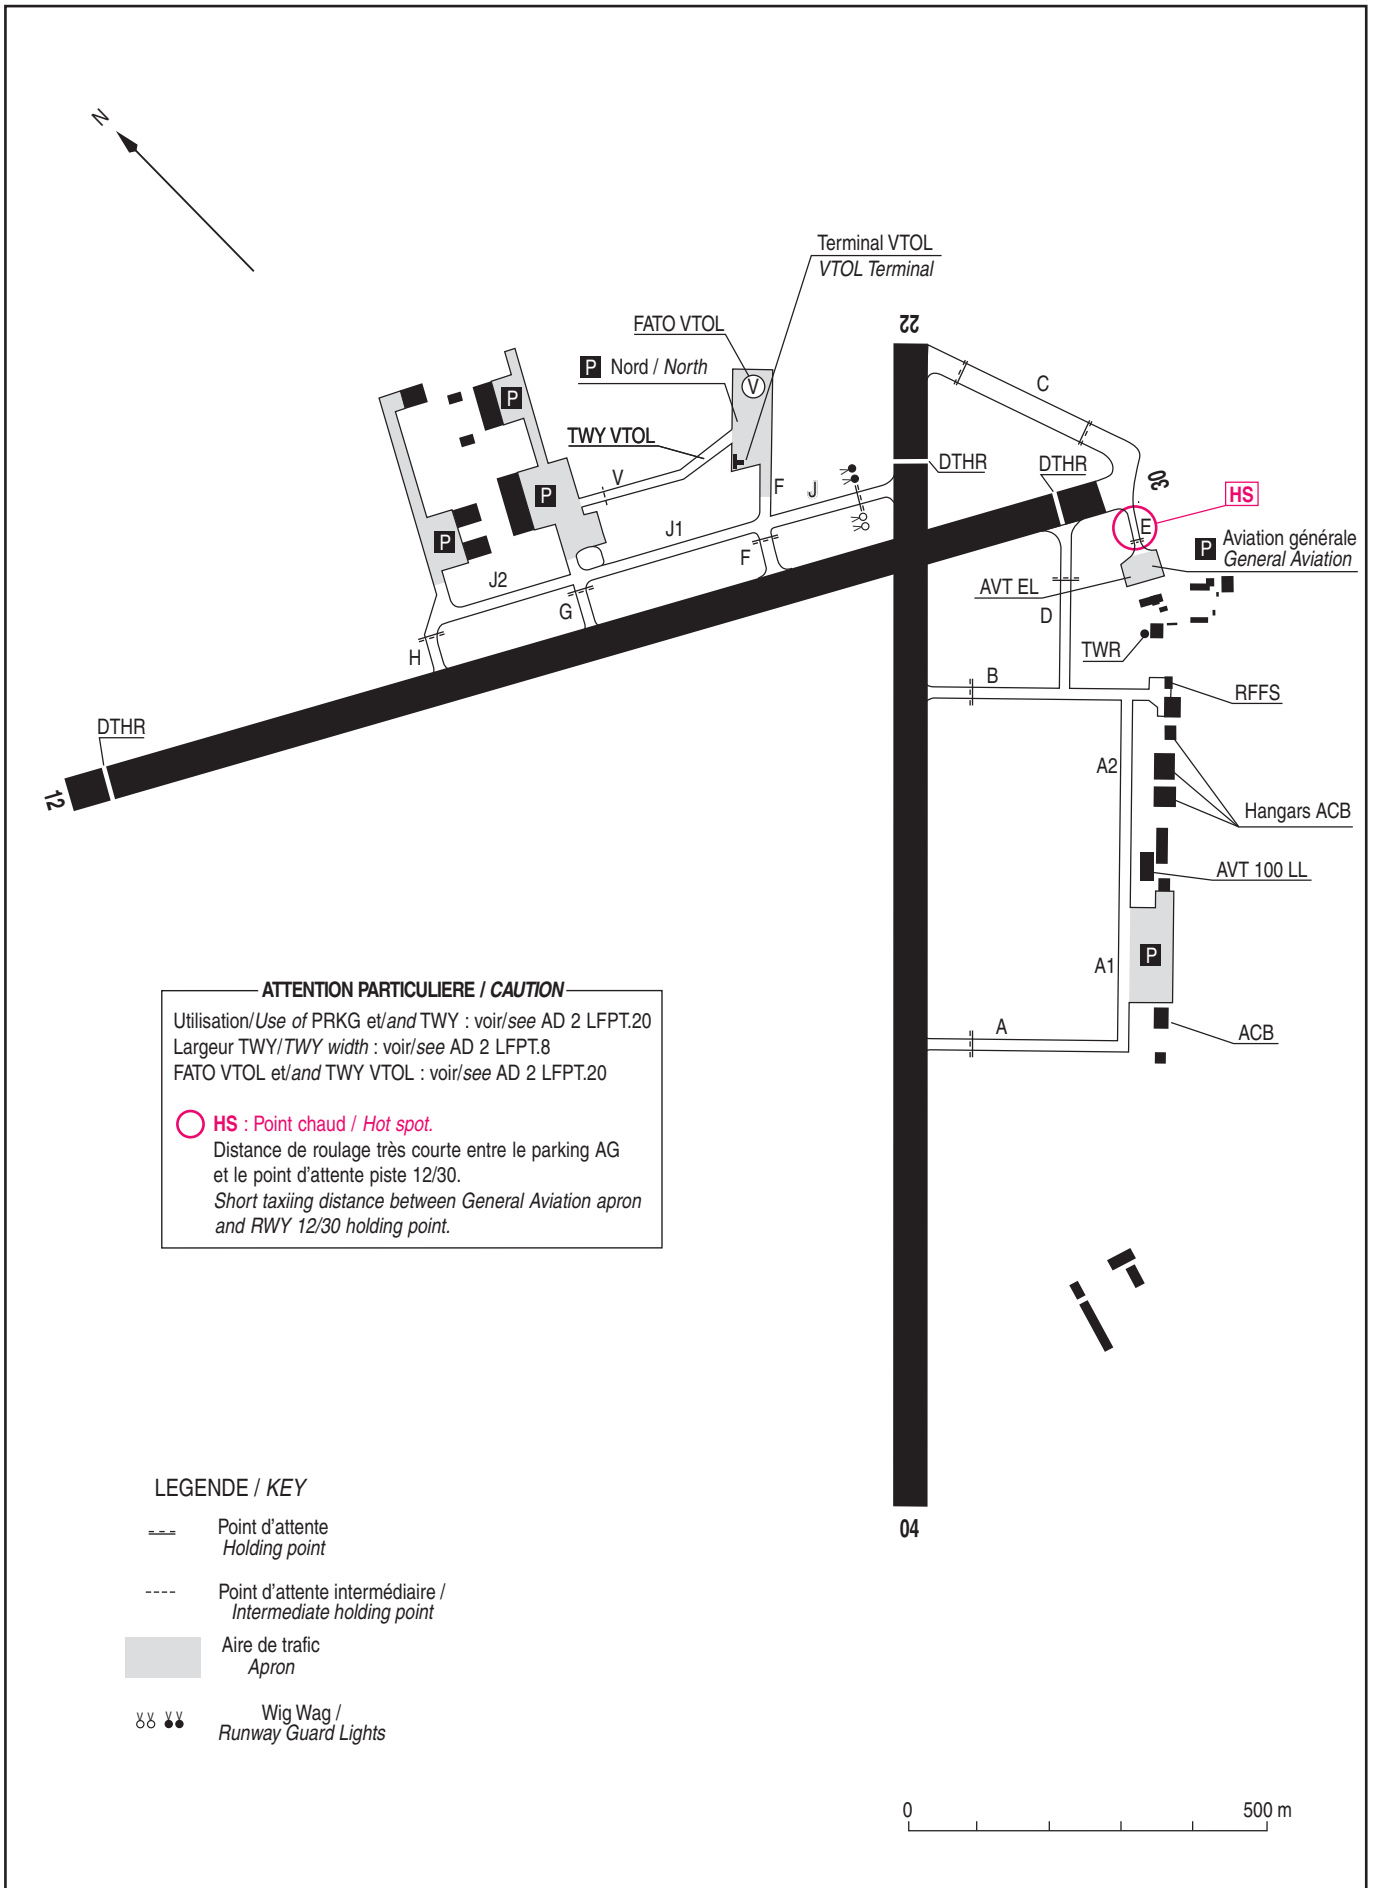 N
Terminal VTOL
VTOL Terminal
FATO VTOL
22
P Nord / North
V
C
P
TWY VTOL
DTHR
DTHR
30
HS
V
F
J
P
E
P Aviation générale
General Aviation
J1
P
F
AVT EL
J2
G
D
H
TWR
B
RFFS
DTHR
A2
12
Hangars ACB
AVT 100 LL
P
A1
ATTENTION PARTICULIERE / CAUTION
Utilisation/Use of PRKG et/and TWY : voir/see AD 2 LFPT.20
Largeur TWY/TWY width : voir/see AD 2 LFPT.8
FATO VTOL et/and TWY VTOL : voir/see AD 2 LFPT.20
HS : Point chaud / Hot spot.
Distance de roulage très courte entre le parking AG
et le point d'attente piste 12/30.
Short taxiing distance between General Aviation apron
and RWY 12/30 holding point.
A
ACB
04
LEGENDE / KEY
Point d'attente
Holding point
Point d'attente intermédiaire /
Intermediate holding point
Aire de trafic
Apron
Wig Wag /
Runway Guard Lights
0 500 m